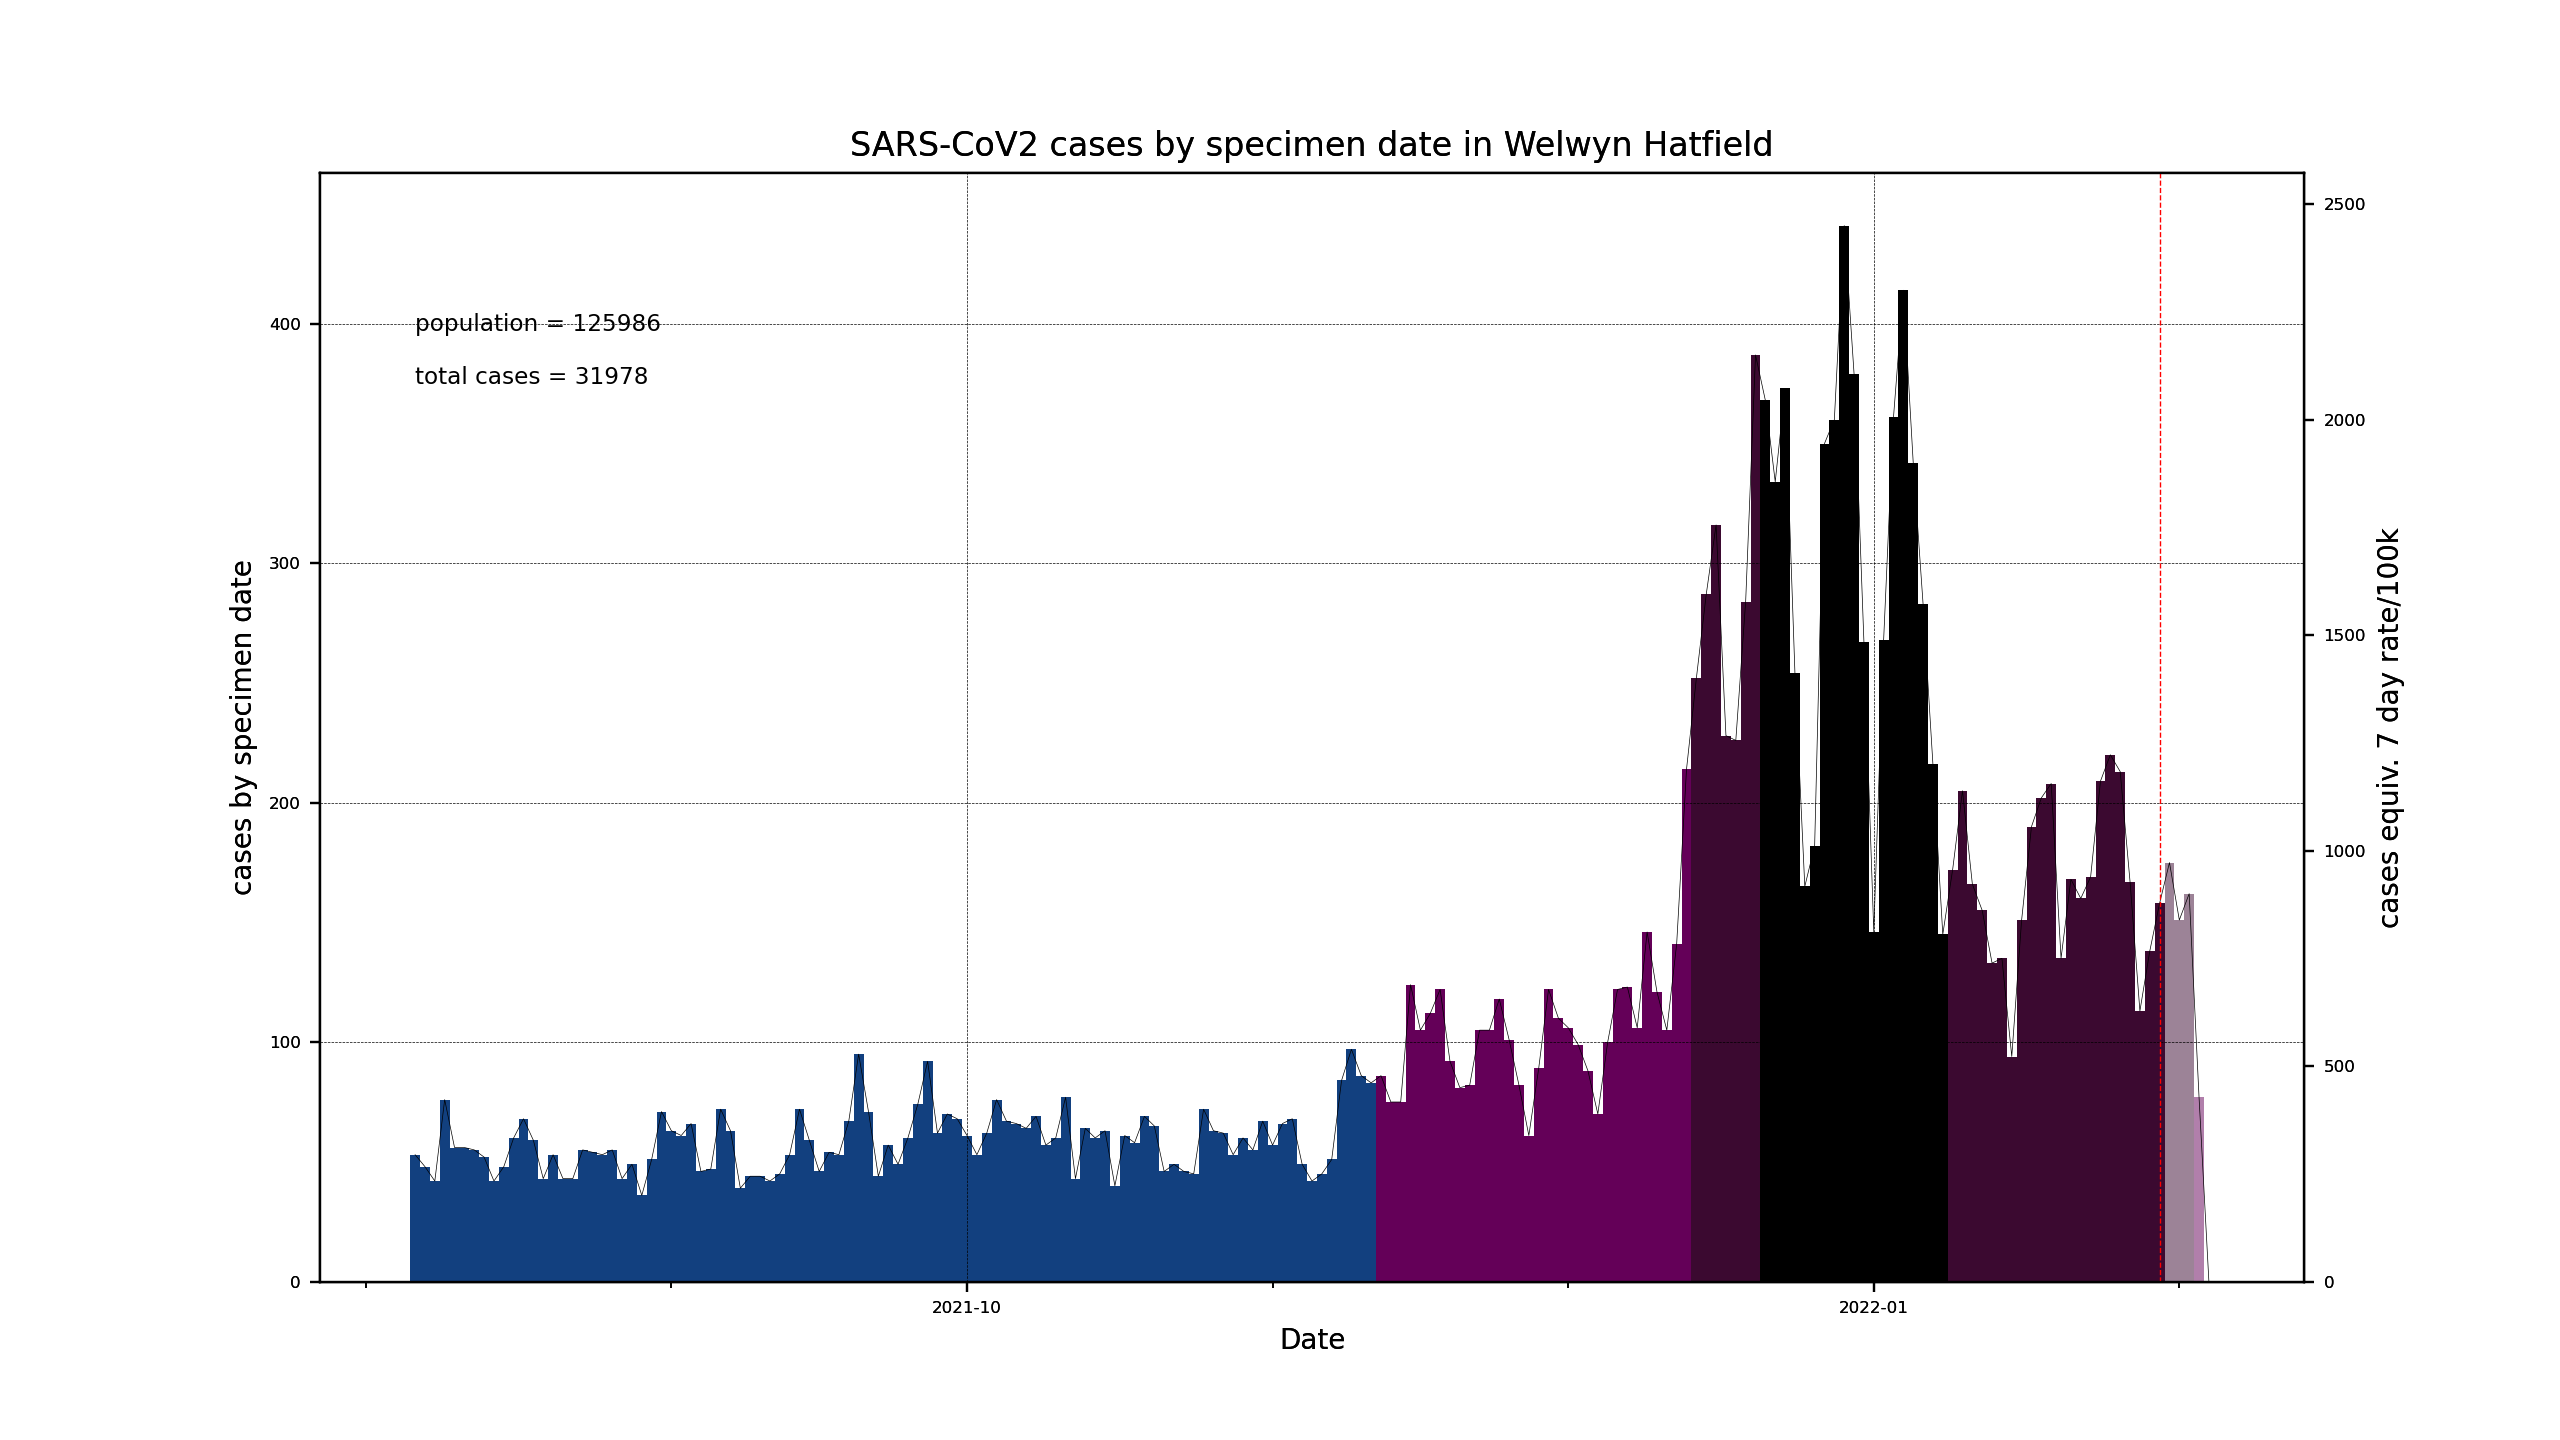 SARS-CoV2 cases by specimen date in Welwyn Hatfield
population = 125986
total cases = 31978
cases by specimen date
400
300
200
100
0
2500
2000
1500
1000
500
0
cases equiv. 7 day rate/100k
2021-10
2022-01
Date